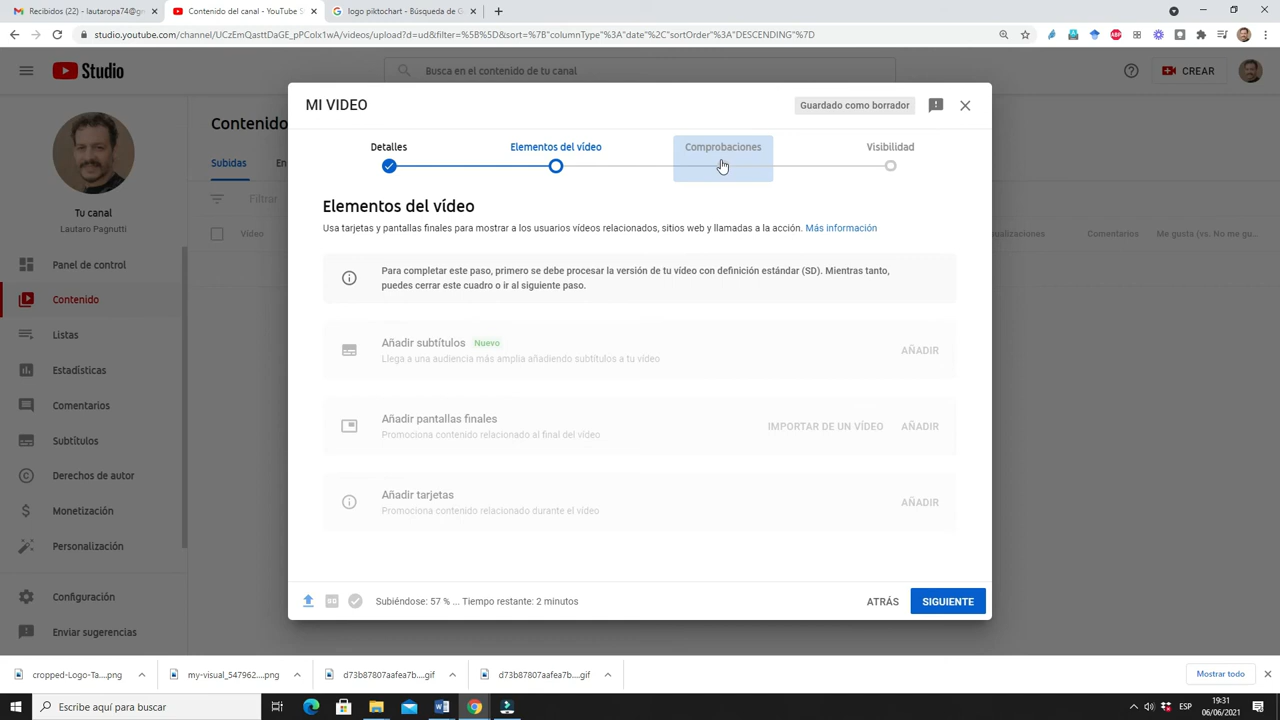 Recibidos (22) - lautaropa74@gm
Contenido del canal - YouTube S
logo piktochart - Búsqueda de G
studio.youtube.com/channel/UCzEmQasttDaGE_pPColx1wA/videos/upload?d=ud&filter=%5B%5D&sort=%7B"columnType"%3A"date"%2C"sortOrder"%3A"DESCENDING"%7D
Studio
Busca en el contenido de tu canal
CREAR
Contenido
Subidas
En
Filtrar
Vídeo
Comentarios
Me gusta (vs. No me gu...
Tu canal
Lautaro Pagnutti
Panel de control
Contenido
Listas
Estadísticas
Comentarios
Subtítulos
Derechos de autor
Monetización
Personalización
Configuración
Enviar sugerencias
MI VIDEO
Guardado como borrador
Detalles
Elementos del vídeo
Comprobaciones
Visibilidad
Elementos del vídeo
Usa tarjetas y pantallas finales para mostrar a los usuarios vídeos relacionados, sitios web y llamadas a la acción. Más información
Para completar este paso, primero se debe procesar la versión de tu vídeo con definición estándar (SD). Mientras tanto,
puedes cerrar este cuadro o ir al siguiente paso.
Añadir subtítulos Nuevo
Llega a una audiencia más amplia añadiendo subtítulos a tu vídeo
AÑADIR
Añadir pantallas finales
Promociona contenido relacionado al final del vídeo
IMPORTAR DE UN VÍDEO
AÑADIR
Añadir tarjetas
Promociona contenido relacionado durante el vídeo
AÑADIR
Subiéndose: 57 % ... Tiempo restante: 2 minutos
ATRÁS
SIGUIENTE
cropped-Logo-Ta....png
my-visual_547962....png
d73b87807aafea7b....gif
d73b87807aafea7b....gif
Mostrar todo
Escribe aquí para buscar
ESP
19:31
06/06/2021